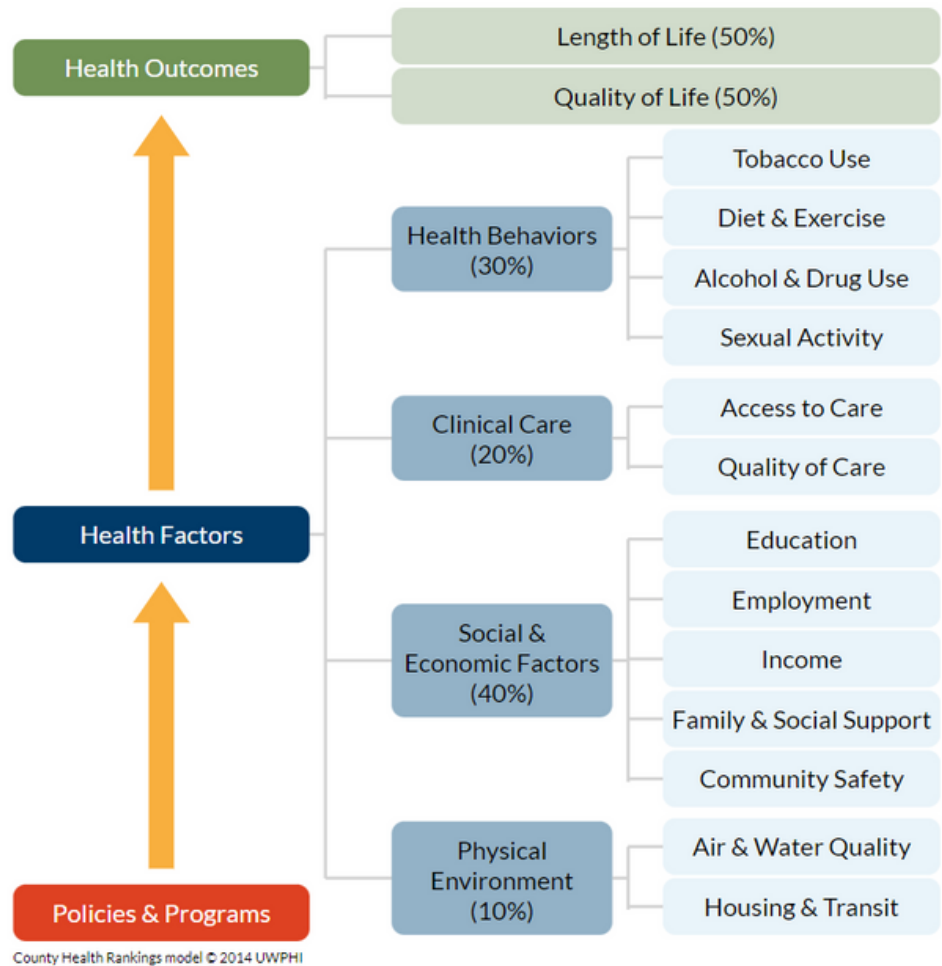 Health Outcomes
Length of Life (50%)
Quality of Life (50%)
Health Behaviors
(30%)
Tobacco Use
Diet & Exercise
Alcohol & Drug Use
Sexual Activity
Clinical Care
(20%)
Access to Care
Quality of Care
Health Factors
Social &
Economic Factors
(40%)
Education
Employment
Income
Family & Social Support
Community Safety
Physical
Environment
(10%)
Air & Water Quality
Housing & Transit
Policies & Programs
County Health Rankings model © 2014 UWPHI